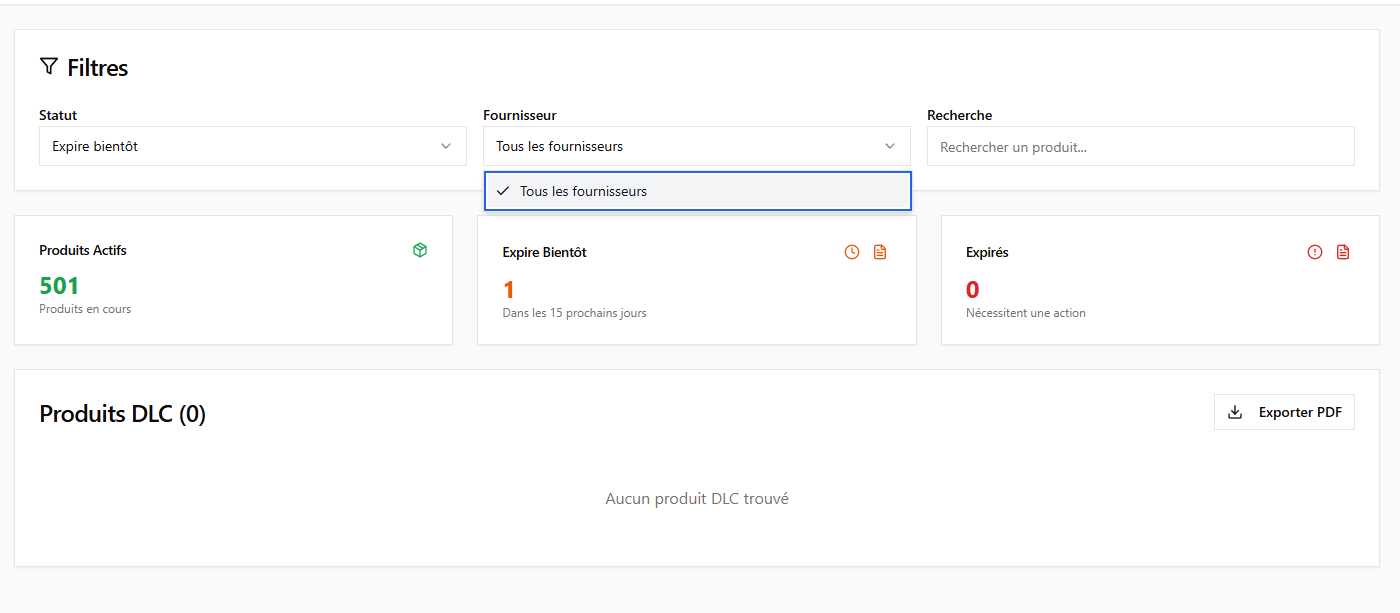 Filtres
Statut
Fournisseur
Recherche
Expire bientôt
Tous les fournisseurs
Rechercher un produit...
Tous les fournisseurs
Produits Actifs
501
Produits en cours
Expire Bientôt
1
Dans les 15 prochains jours
Expirés
0
Nécessitent une action
Produits DLC (0)
Exporter PDF
Aucun produit DLC trouvé